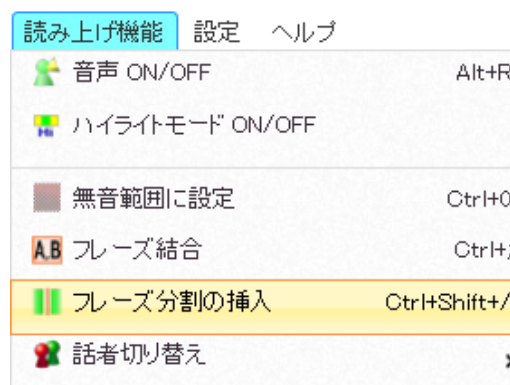 読み上げ機能 設定 ヘルプ
音声 ON/OFF Alt+R
ハイライトモード ON/OFF
無音範囲に設定 Ctrl+0
A.B フレーズ結合 Ctrl+/
フレーズ分割の挿入 Ctrl+Shift+/
話者切り替え